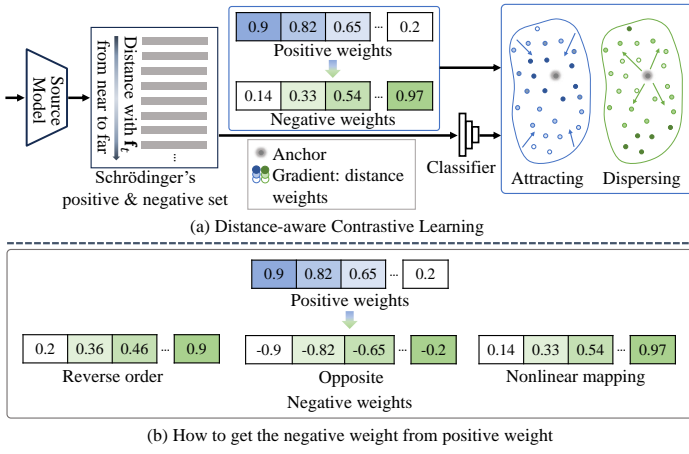 Source
Model
Distance with f_t
from near to far
...
Schrödinger's
positive & negative set
0.9 0.82 0.65 ... 0.2
Positive weights
0.14 0.33 0.54 ... 0.97
Negative weights
Anchor
Gradient: distance
weights
Classifier
Attracting Dispersing
(a) Distance-aware Contrastive Learning
0.9 0.82 0.65 ... 0.2
Positive weights
0.2 0.36 0.46 ... 0.9
Reverse order
-0.9 -0.82 -0.65 ... -0.2
Opposite
0.14 0.33 0.54 ... 0.97
Nonlinear mapping
Negative weights
(b) How to get the negative weight from positive weight